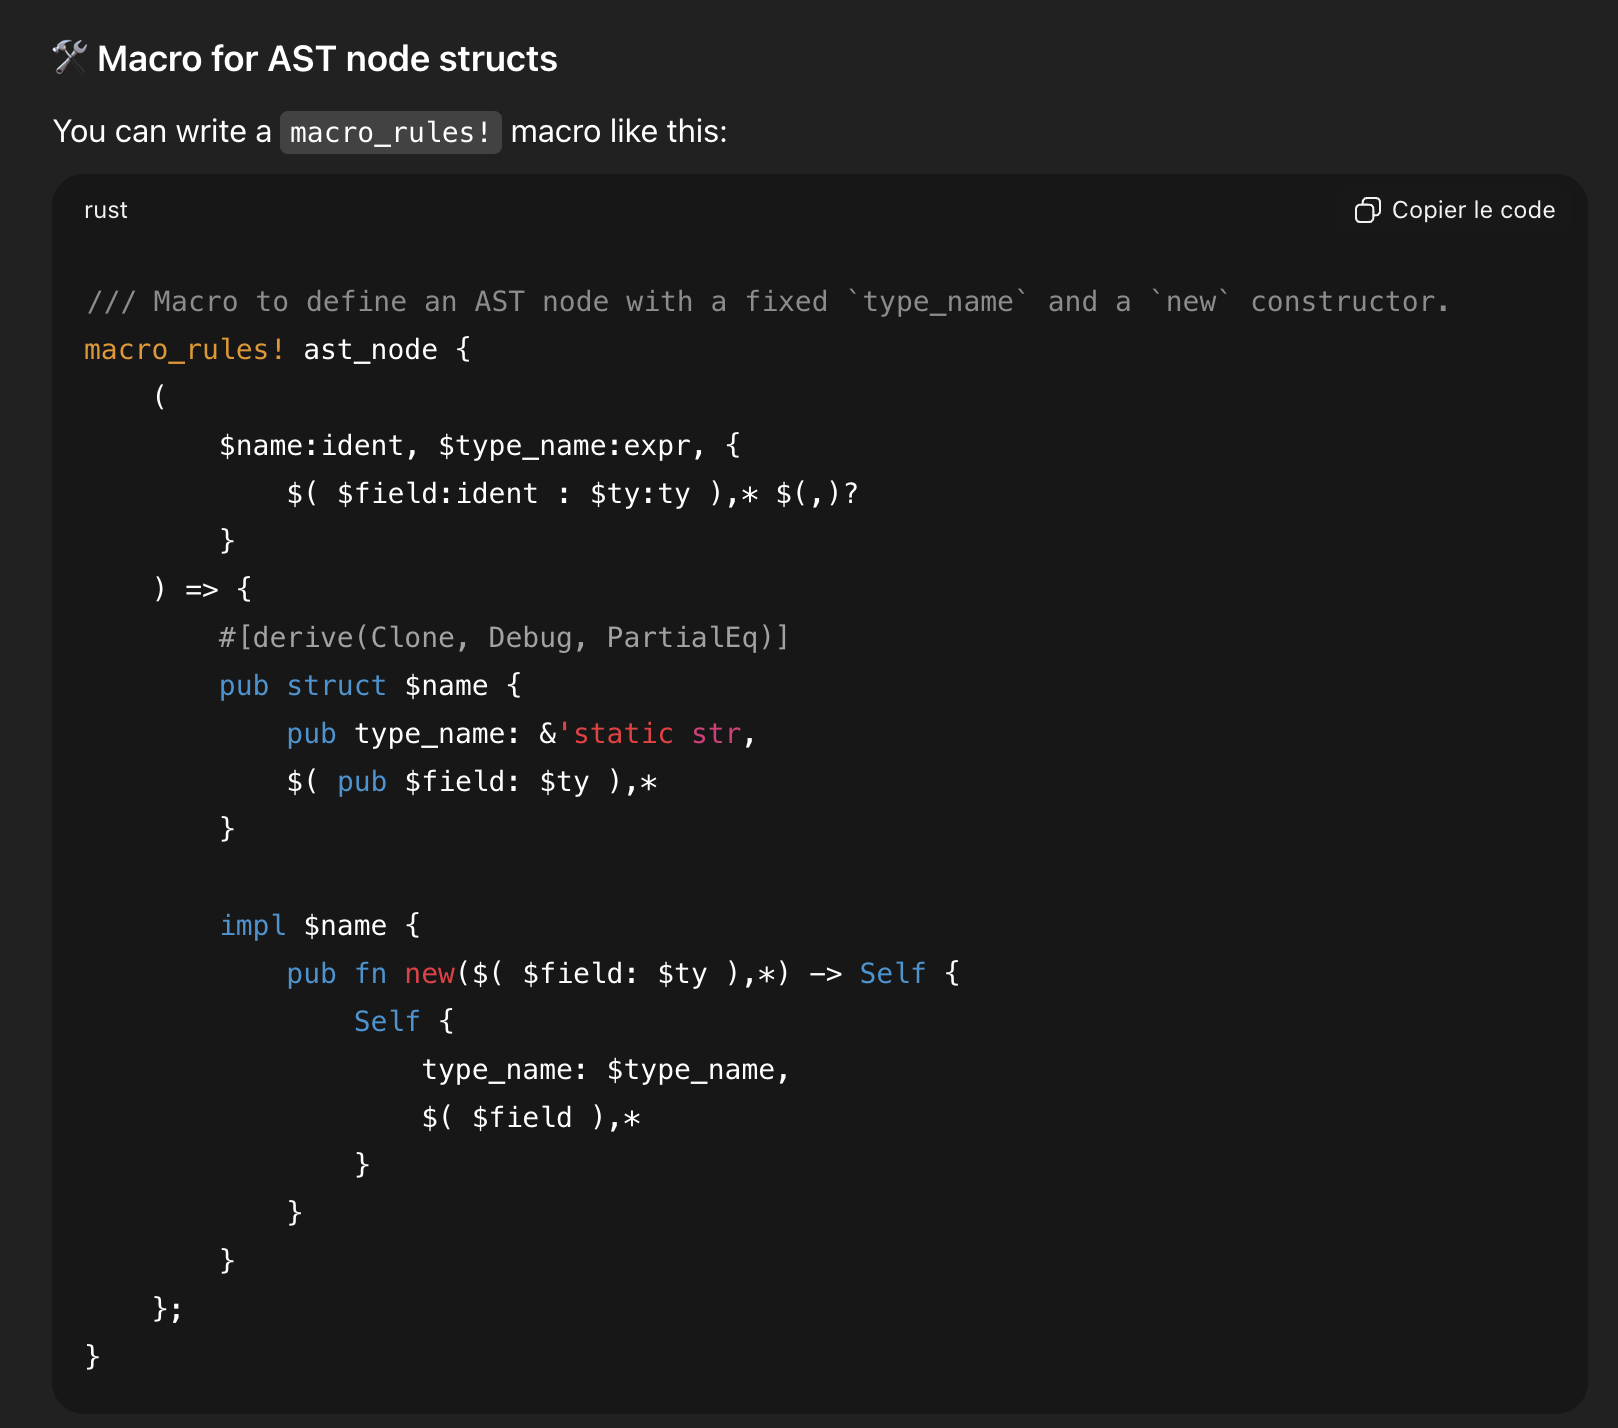 🛠 Macro for AST node structs
You can write a macro_rules! macro like this:
rust
Copier le code
/// Macro to define an AST node with a fixed `type_name` and a `new` constructor.
macro_rules! ast_node {
    (
        $name:ident, $type_name:expr, {
            $( $field:ident : $ty:ty ),* $(,)?
        }
    ) => {
        #[derive(Clone, Debug, PartialEq)]
        pub struct $name {
            pub type_name: &'static str,
            $( pub $field: $ty ),*
        }

        impl $name {
            pub fn new($( $field: $ty ),*) -> Self {
                Self {
                    type_name: $type_name,
                    $( $field ),*
                }
            }
        }
    };
}